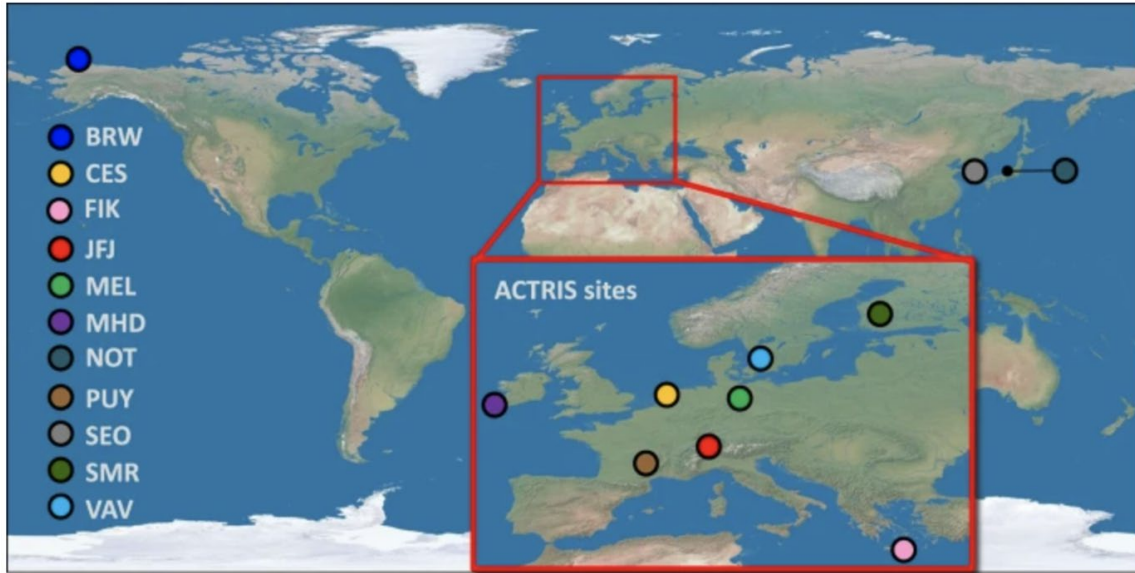 BRW
CES
FIK
JFJ
MEL
MHD
NOT
PUY
SEO
SMR
VAV
ACTRIS sites